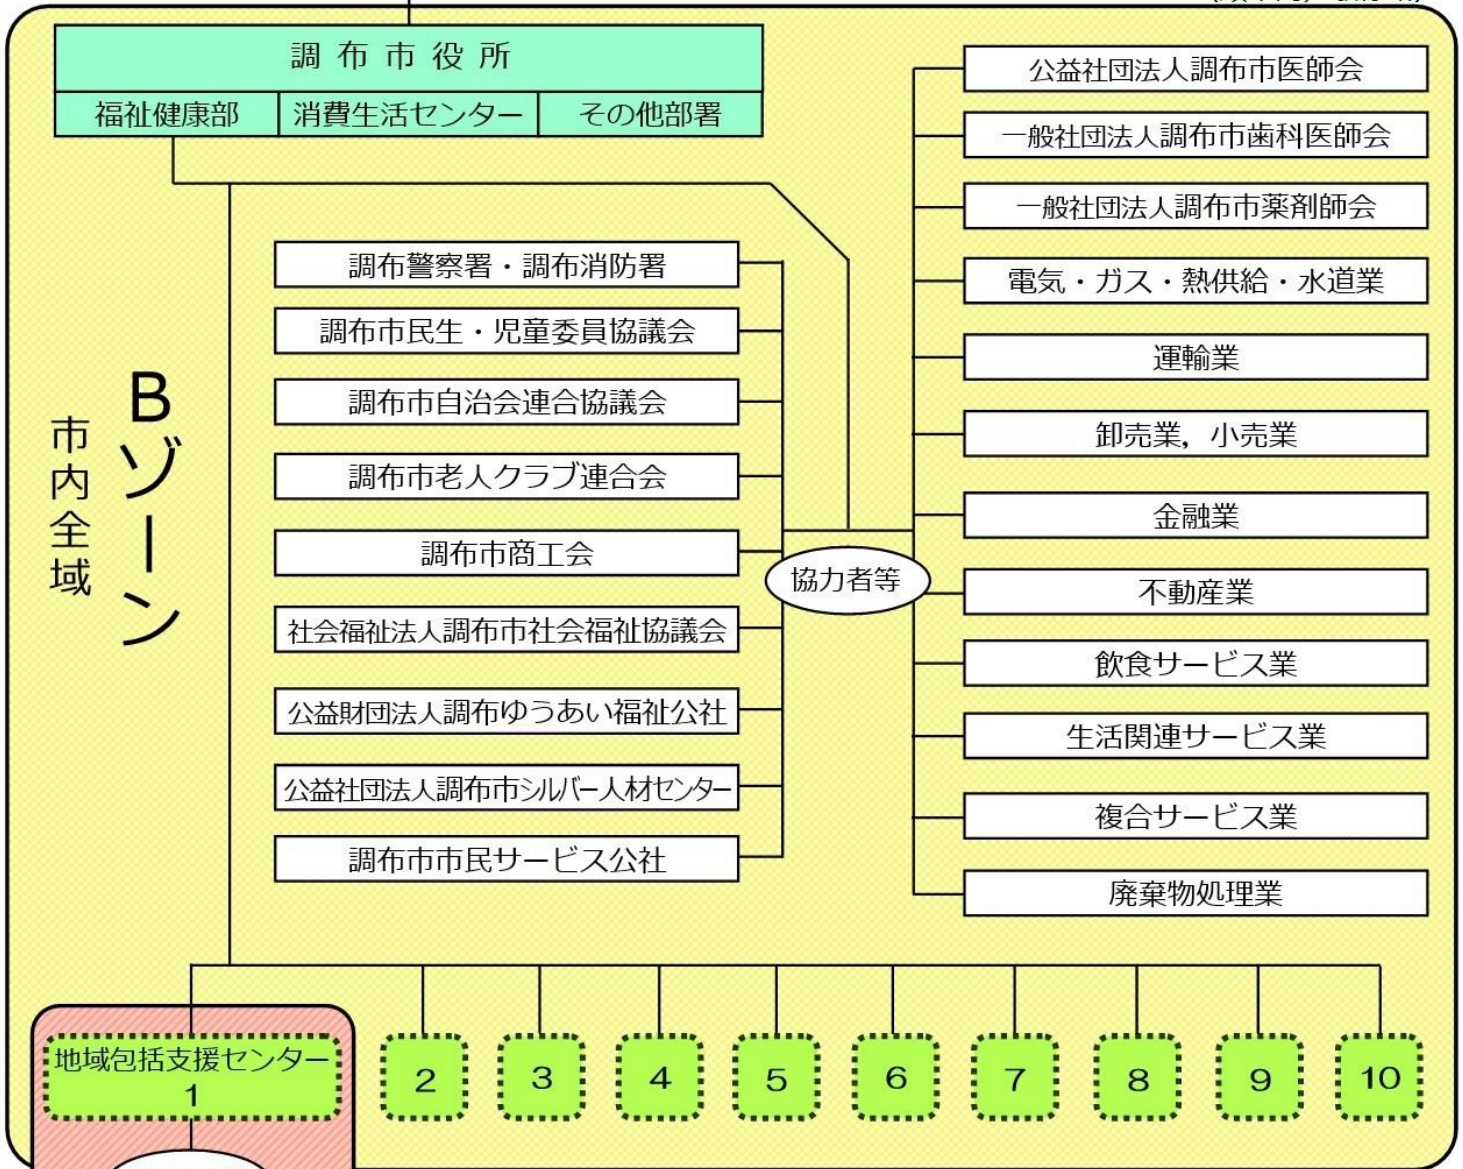 調布市役所
福祉健康部 消費生活センター その他部署
Bゾーン
市内全域
調布警察署・調布消防署
調布市民生・児童委員協議会
調布市自治会連合協議会
調布市老人クラブ連合会
調布市商工会
社会福祉法人調布市社会福祉協議会
公益財団法人調布ゆうあい福祉公社
公益社団法人調布市シルバー人材センター
調布市市民サービス公社
協力者等
公益社団法人調布市医師会
一般社団法人調布市歯科医師会
一般社団法人調布市薬剤師会
電気・ガス・熱供給・水道業
運輸業
卸売業，小売業
金融業
不動産業
飲食サービス業
生活関連サービス業
複合サービス業
廃棄物処理業
地域包括支援センター
1
2 3 4 5 6 7 8 9 10